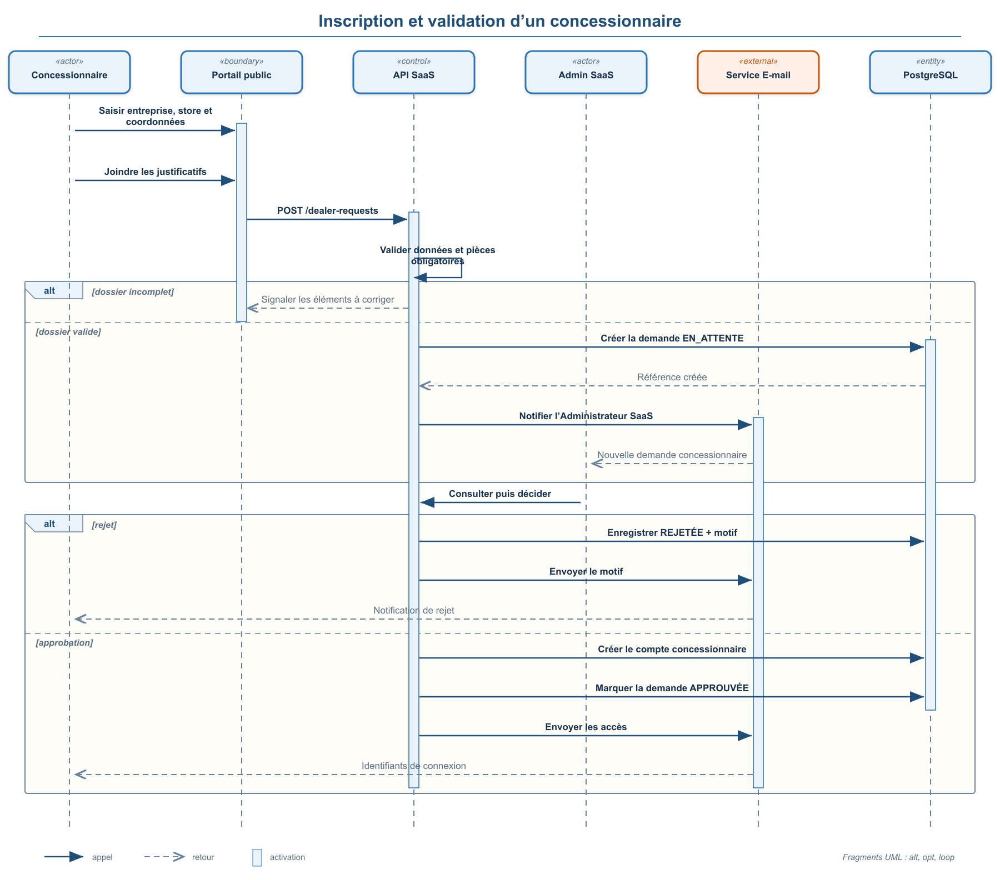 Inscription et validation d’un concessionnaire
«actor»
Concessionnaire
«boundary»
Portail public
«control»
API SaaS
«actor»
Admin SaaS
«external»
Service E-mail
«entity»
PostgreSQL
Saisir entreprise, store et
coordonnées
Joindre les justificatifs
POST /dealer-requests
Valider données et pièces
obligatoires
alt
[dossier incomplet]
Signaler les éléments à corriger
[dossier valide]
Créer la demande EN_ATTENTE
Référence créée
Notifier l’Administrateur SaaS
Nouvelle demande concessionnaire
Consulter puis décider
alt
[rejet]
Enregistrer REJETÉE + motif
Envoyer le motif
Notification de rejet
[approbation]
Créer le compte concessionnaire
Marquer la demande APPROUVÉE
Envoyer les accès
Identifiants de connexion
appel
retour
activation
Fragments UML : alt, opt, loop